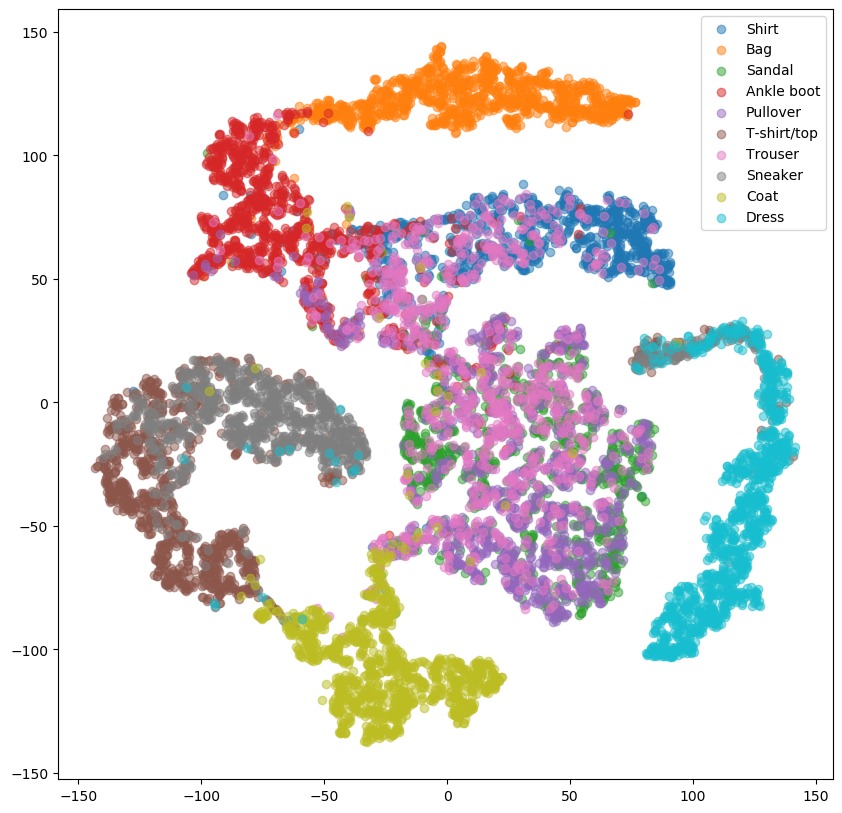 150
100
50
0
−50
−100
−150
−150
−100
−50
0
50
100
150
Shirt
Bag
Sandal
Ankle boot
Pullover
T-shirt/top
Trouser
Sneaker
Coat
Dress